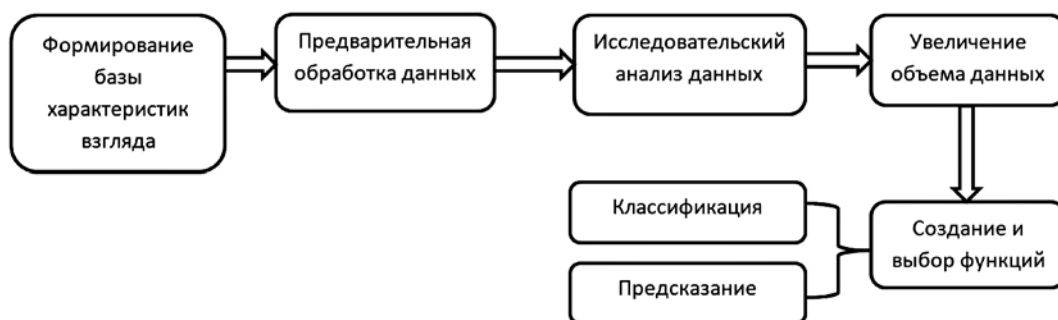 Формирование
базы
характеристик
взгляда
Предварительная
обработка данных
Исследовательский
анализ данных
Увеличение
объема данных
Создание и
выбор функций
Классификация
Предсказание